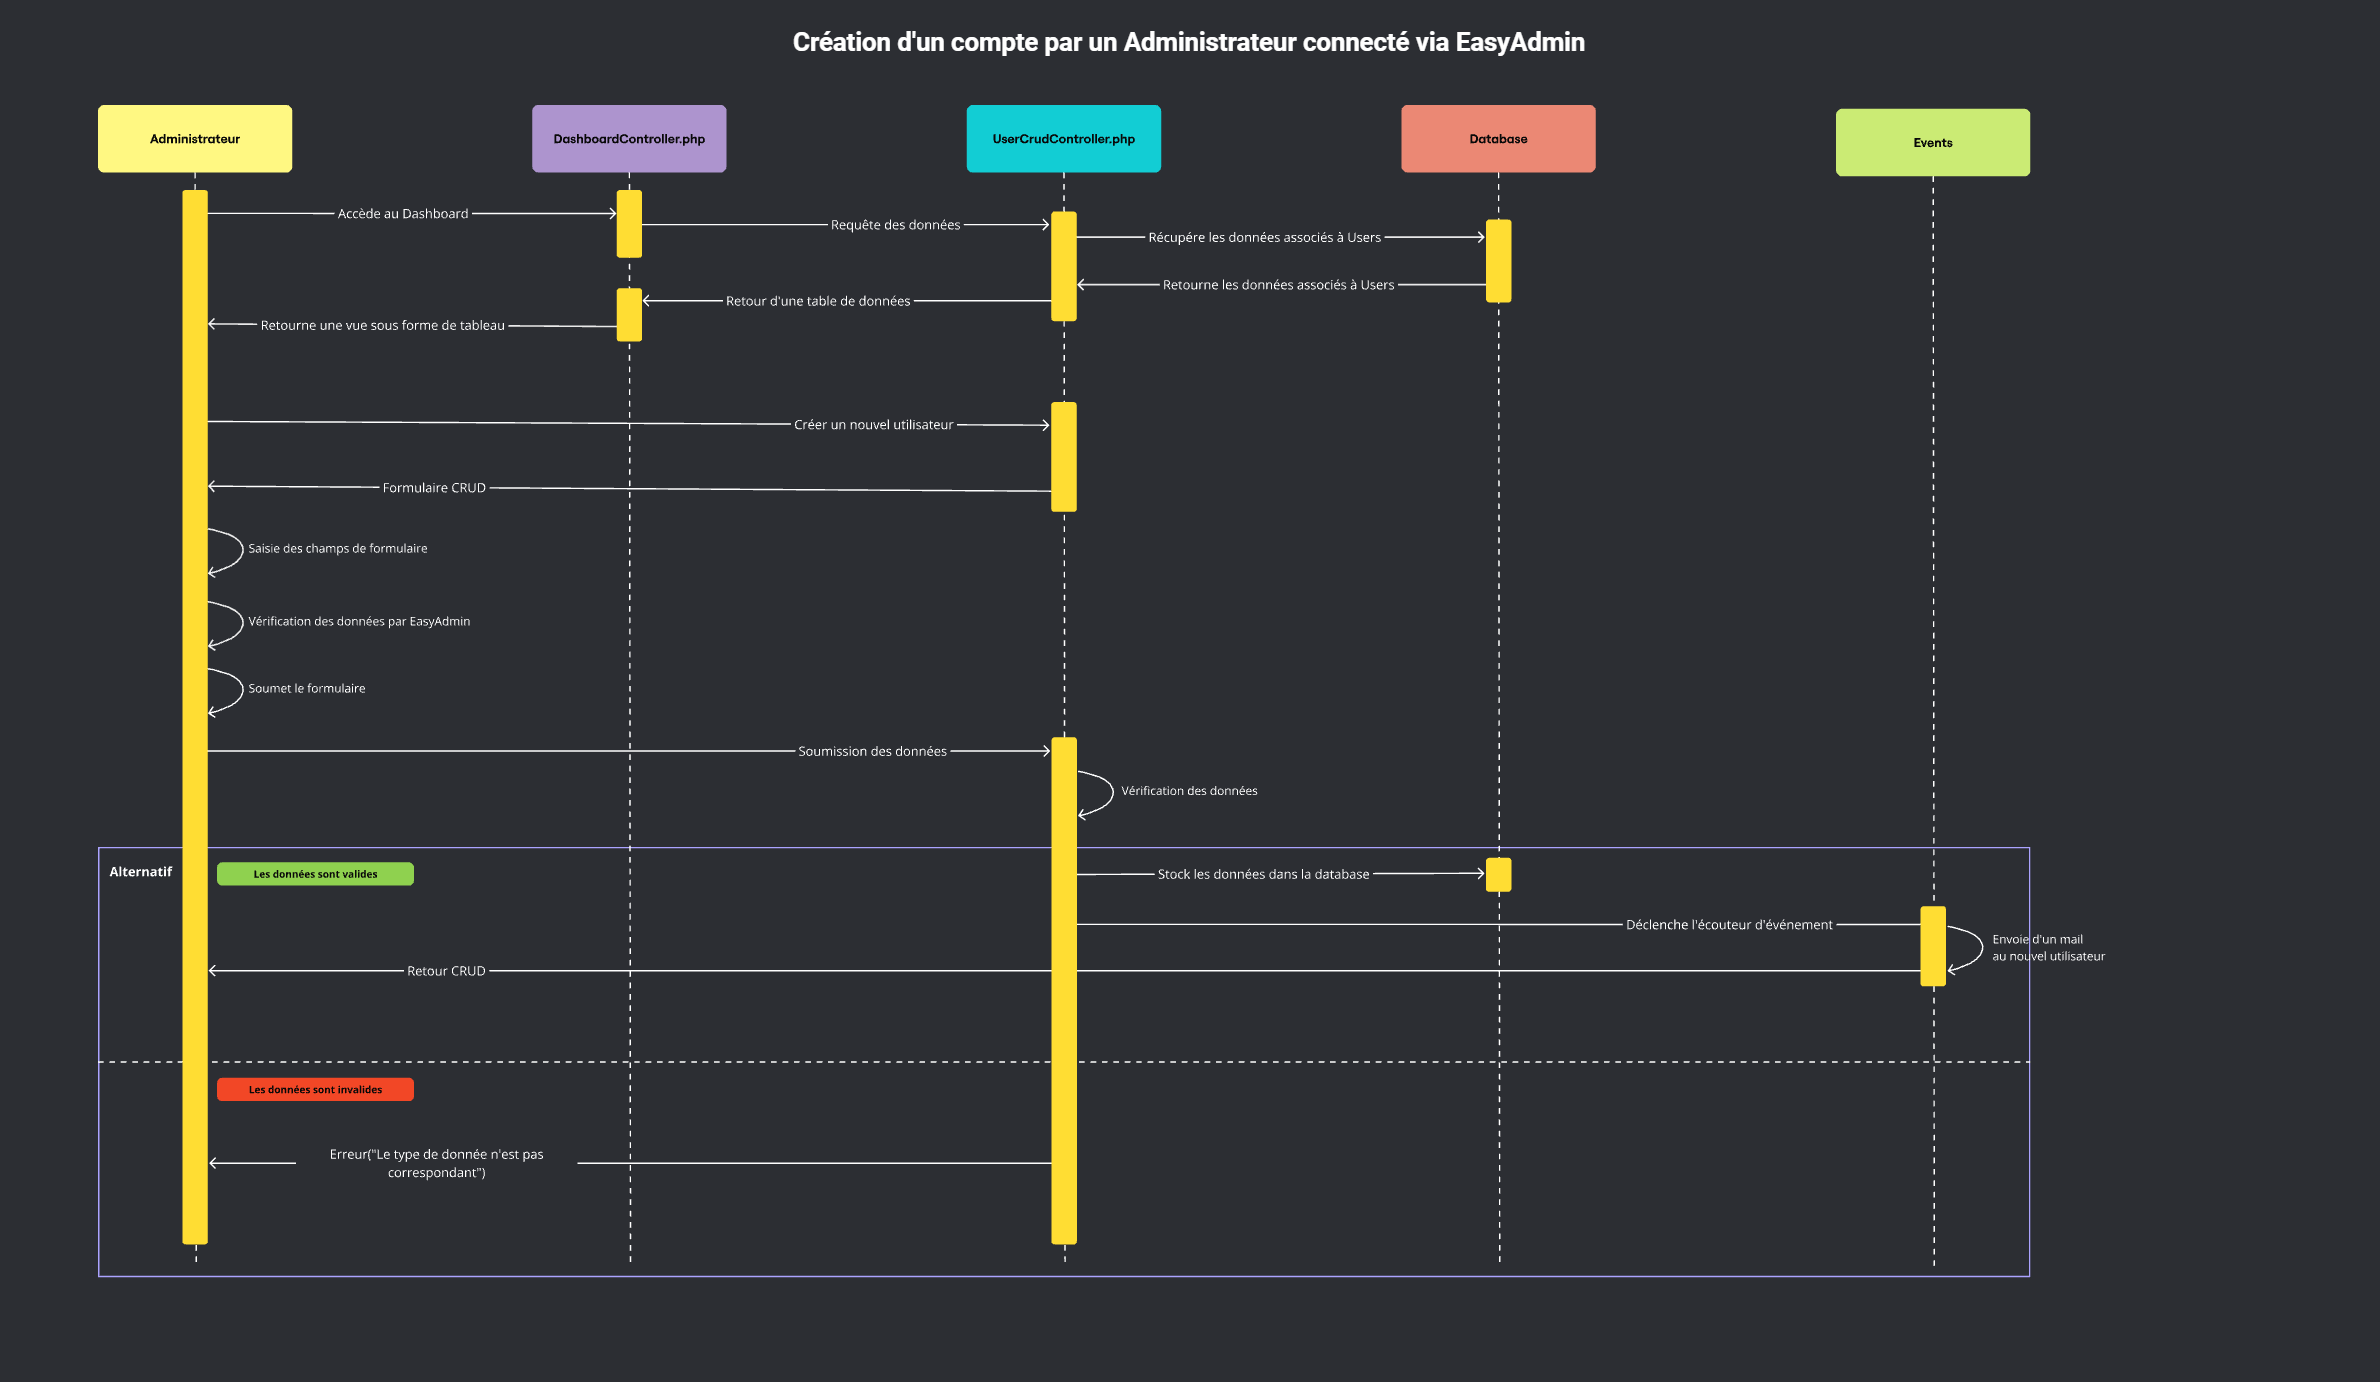 Création d'un compte par un Administrateur connecté via EasyAdmin
Administrateur
DashboardController.php
UserCrudController.php
Database
Events
Accède au Dashboard
Requête des données
Récupére les données associés à Users
Retourne les données associés à Users
Retour d'une table de données
Retourne une vue sous forme de tableau
Créer un nouvel utilisateur
Formulaire CRUD
Saisie des champs de formulaire
Vérification des données par EasyAdmin
Soumet le formulaire
Soumission des données
Vérification des données
Alternatif
Les données sont valides
Stock les données dans la database
Déclenche l'écouteur d'événement
Envoie d'un mail
au nouvel utilisateur
Retour CRUD
Les données sont invalides
Erreur("Le type de donnée n'est pas
correspondant")